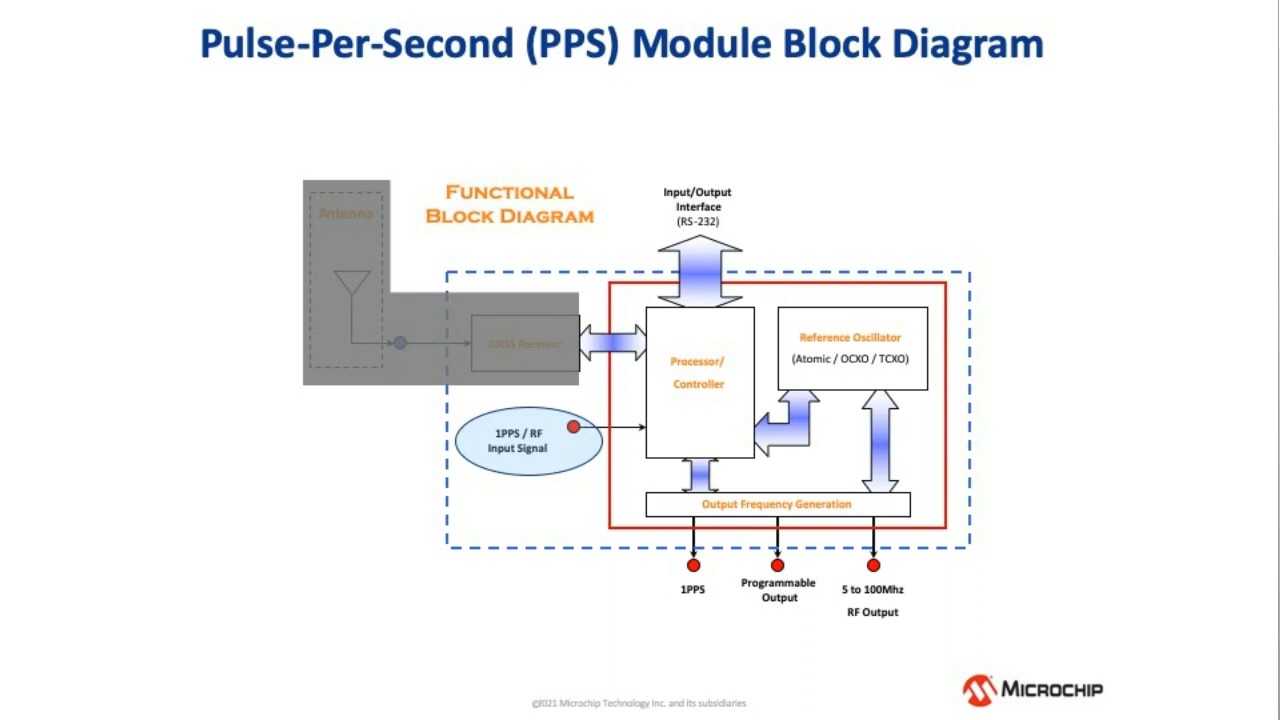 Pulse-Per-Second (PPS) Module Block Diagram
Antenna
FUNCTIONAL
BLOCK DIAGRAM
Input/Output
Interface
(RS-232)
GNSS Receiver
Processor/
Controller
Reference Oscillator
(Atomic / OCXO / TCXO)
1PPS / RF
Input Signal
Output Frequency Generation
1PPS
Programmable
Output
5 to 100Mhz
RF Output
©2021 Microchip Technology Inc. and its subsidiaries
MICROCHIP